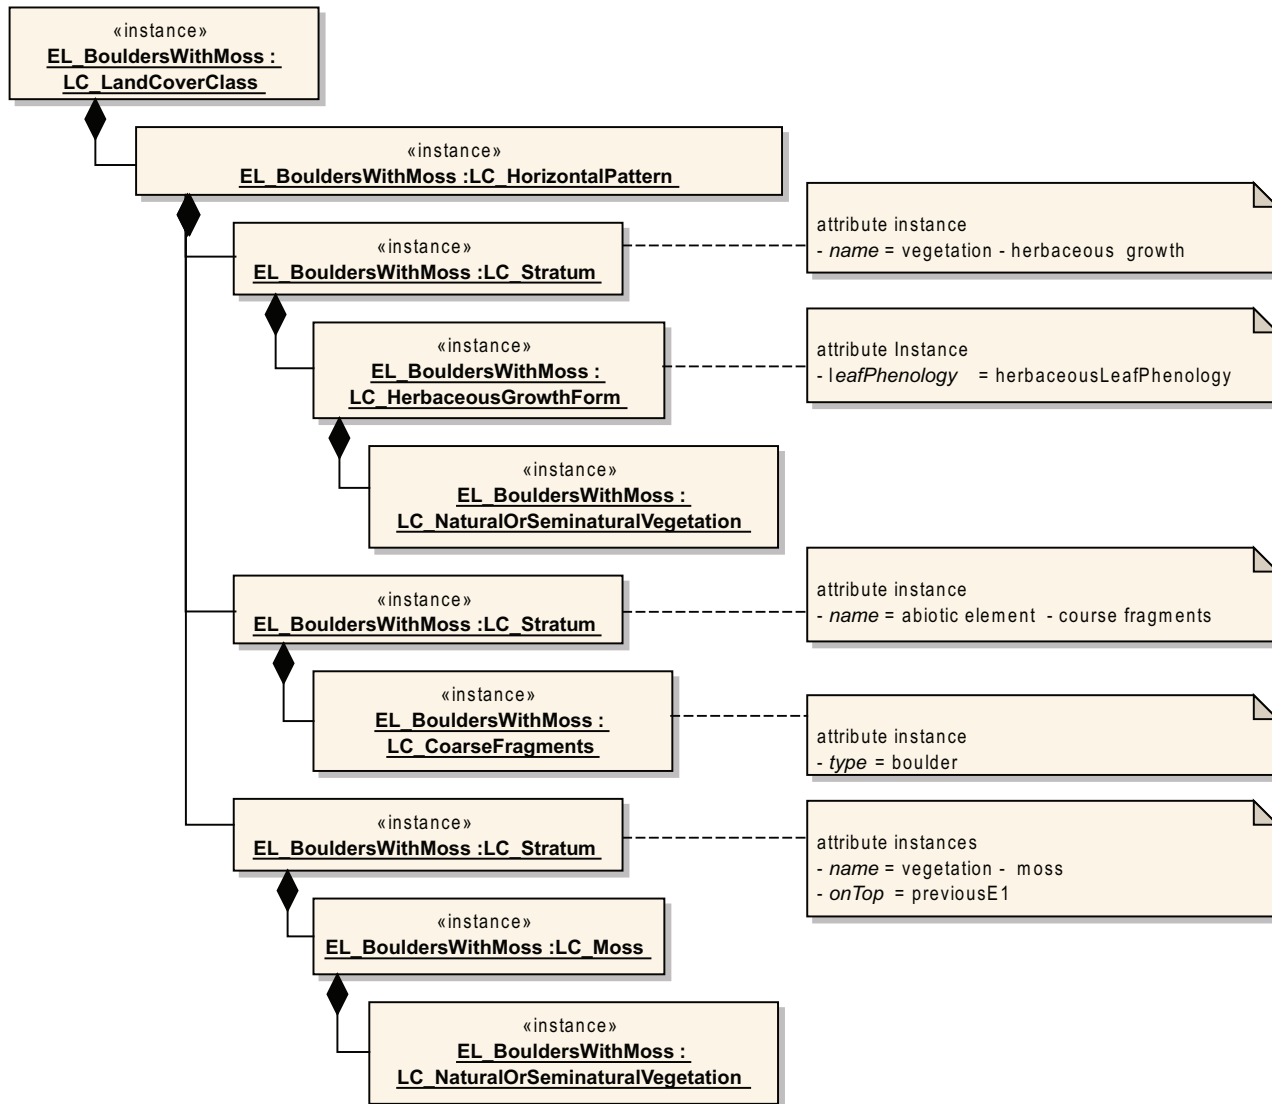 «instance»
EL_BouldersWithMoss :
LC_LandCoverClass
«instance»
EL_BouldersWithMoss :LC_HorizontalPattern
«instance»
EL_BouldersWithMoss :LC_Stratum
attribute instance
- name = vegetation - herbaceous growth
«instance»
EL_BouldersWithMoss :
LC_HerbaceousGrowthForm
attribute Instance
- leafPhenology = herbaceousLeafPhenology
«instance»
EL_BouldersWithMoss :
LC_NaturalOrSeminaturalVegetation
«instance»
EL_BouldersWithMoss :LC_Stratum
attribute instance
- name = abiotic element - course fragments
«instance»
EL_BouldersWithMoss :
LC_CoarseFragments
attribute instance
- type = boulder
«instance»
EL_BouldersWithMoss :LC_Stratum
attribute instances
- name = vegetation - moss
- onTop = previousE1
«instance»
EL_BouldersWithMoss :LC_Moss
«instance»
EL_BouldersWithMoss :
LC_NaturalOrSeminaturalVegetation